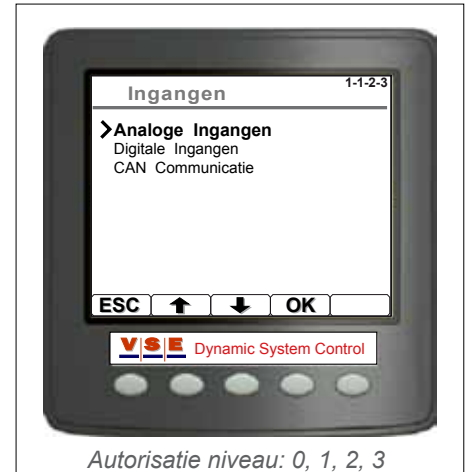 Ingangen 1-1-2-3
Analoge Ingangen
Digitale Ingangen
CAN Communicatie
ESC OK
VSE Dynamic System Control
Autorisatie niveau: 0, 1, 2, 3